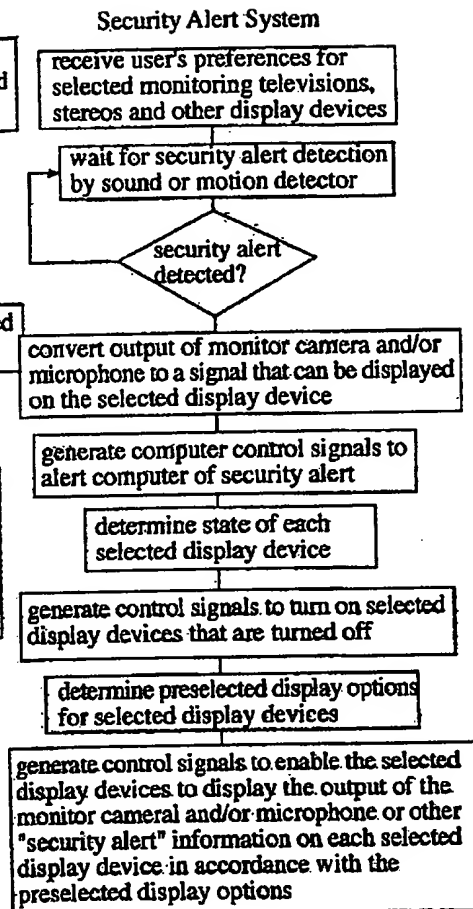 Security Alert System
receive user's preferences for
selected monitoring televisions,
stereos and other display devices
wait for security alert detection
by sound or motion detector
security alert
detected?
convert output of monitor camera and/or
microphone to a signal that can be displayed
on the selected display device
generate computer control signals to
alert computer of security alert
determine state of each
selected display device
generate control signals to turn on selected
display devices that are turned off
determine preselected display options
for selected display devices
generate control signals to enable the selected
display devices to display the output of the
monitor cameral and/or microphone or other
"security alert" information on each selected
display device in accordance with the
preselected display options